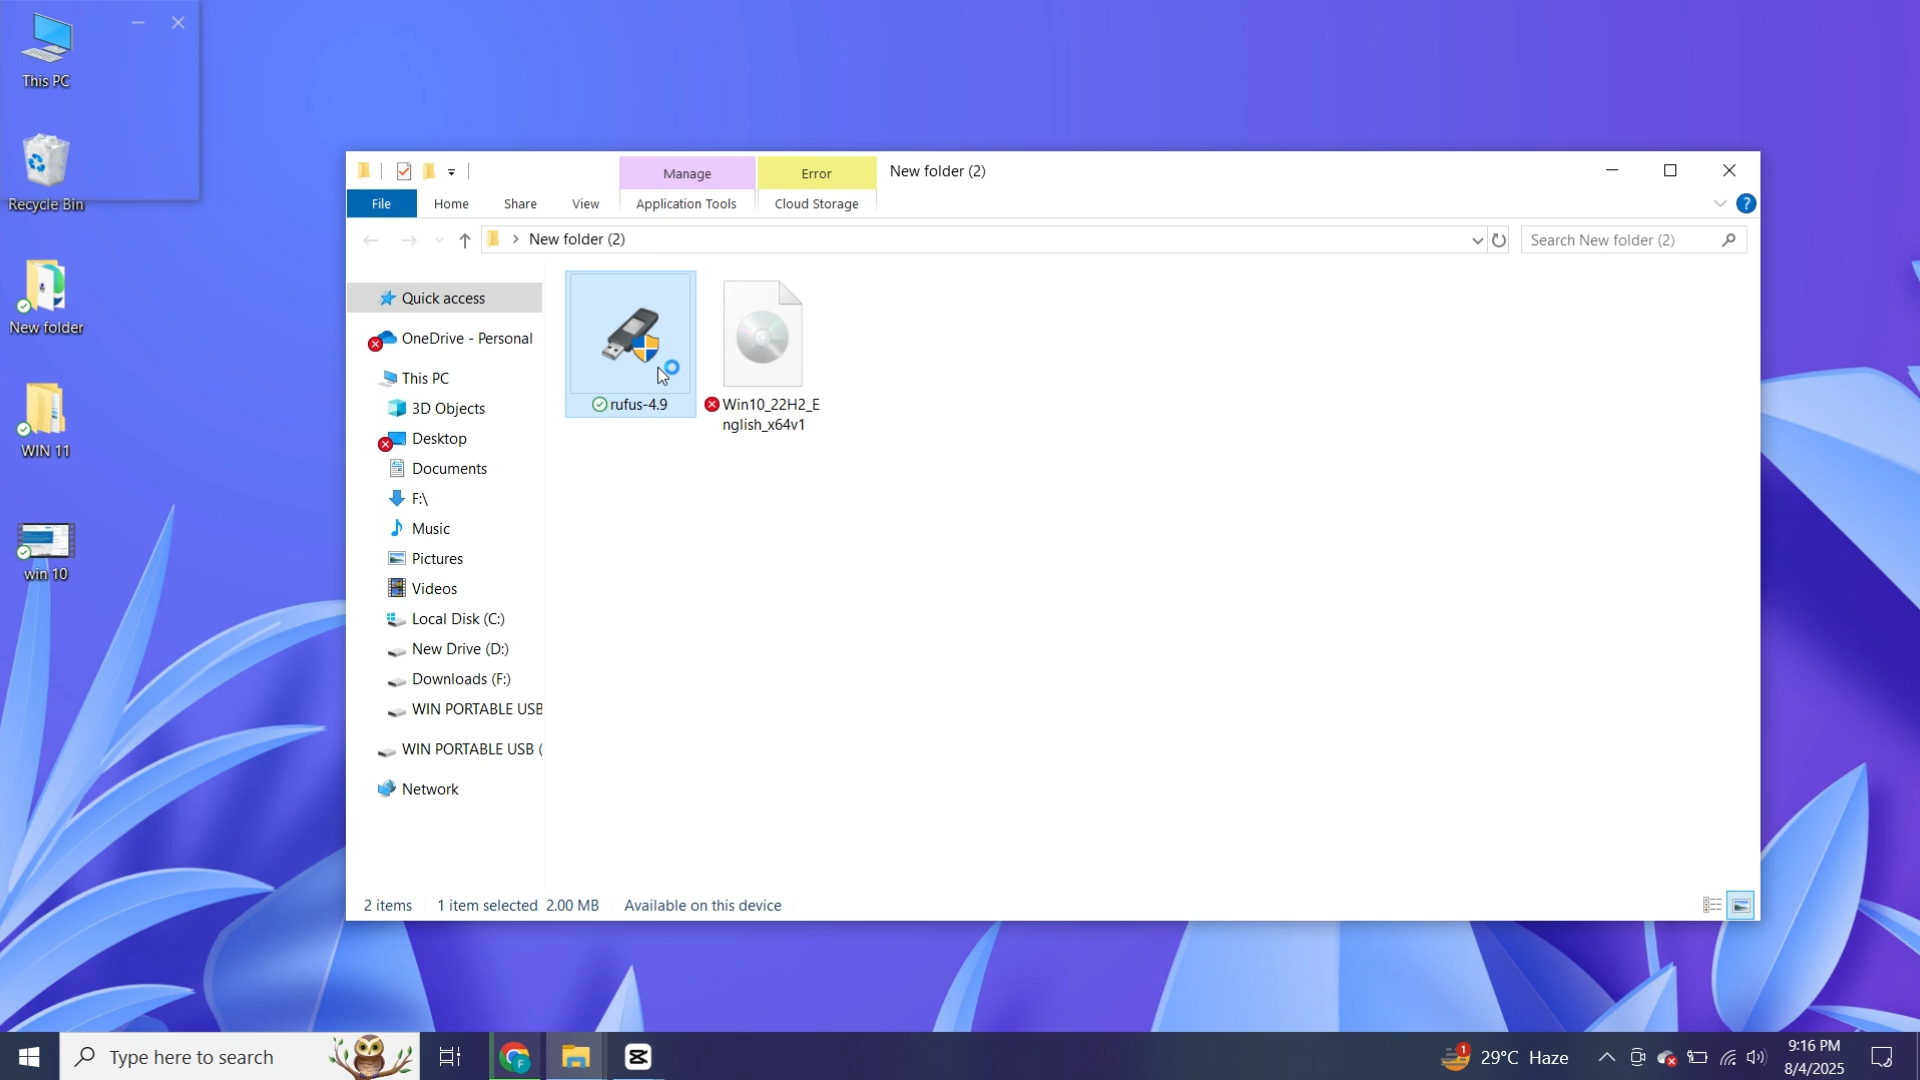 This PC
Recycle Bin
New folder
WIN 11
win 10
Manage
Error
New folder (2)
File
Home
Share
View
Application Tools
Cloud Storage
?
New folder (2)
Search New folder (2)
Quick access
OneDrive - Personal
This PC
3D Objects
Desktop
Documents
F:\
Music
Pictures
Videos
Local Disk (C:)
New Drive (D:)
Downloads (F:)
WIN PORTABLE USB
WIN PORTABLE USB (
Network
rufus-4.9
Win10_22H2_E
nglish_x64v1
2 items
1 item selected 2.00 MB
Available on this device
Type here to search
F
1
29°C Haze
9:16 PM
8/4/2025